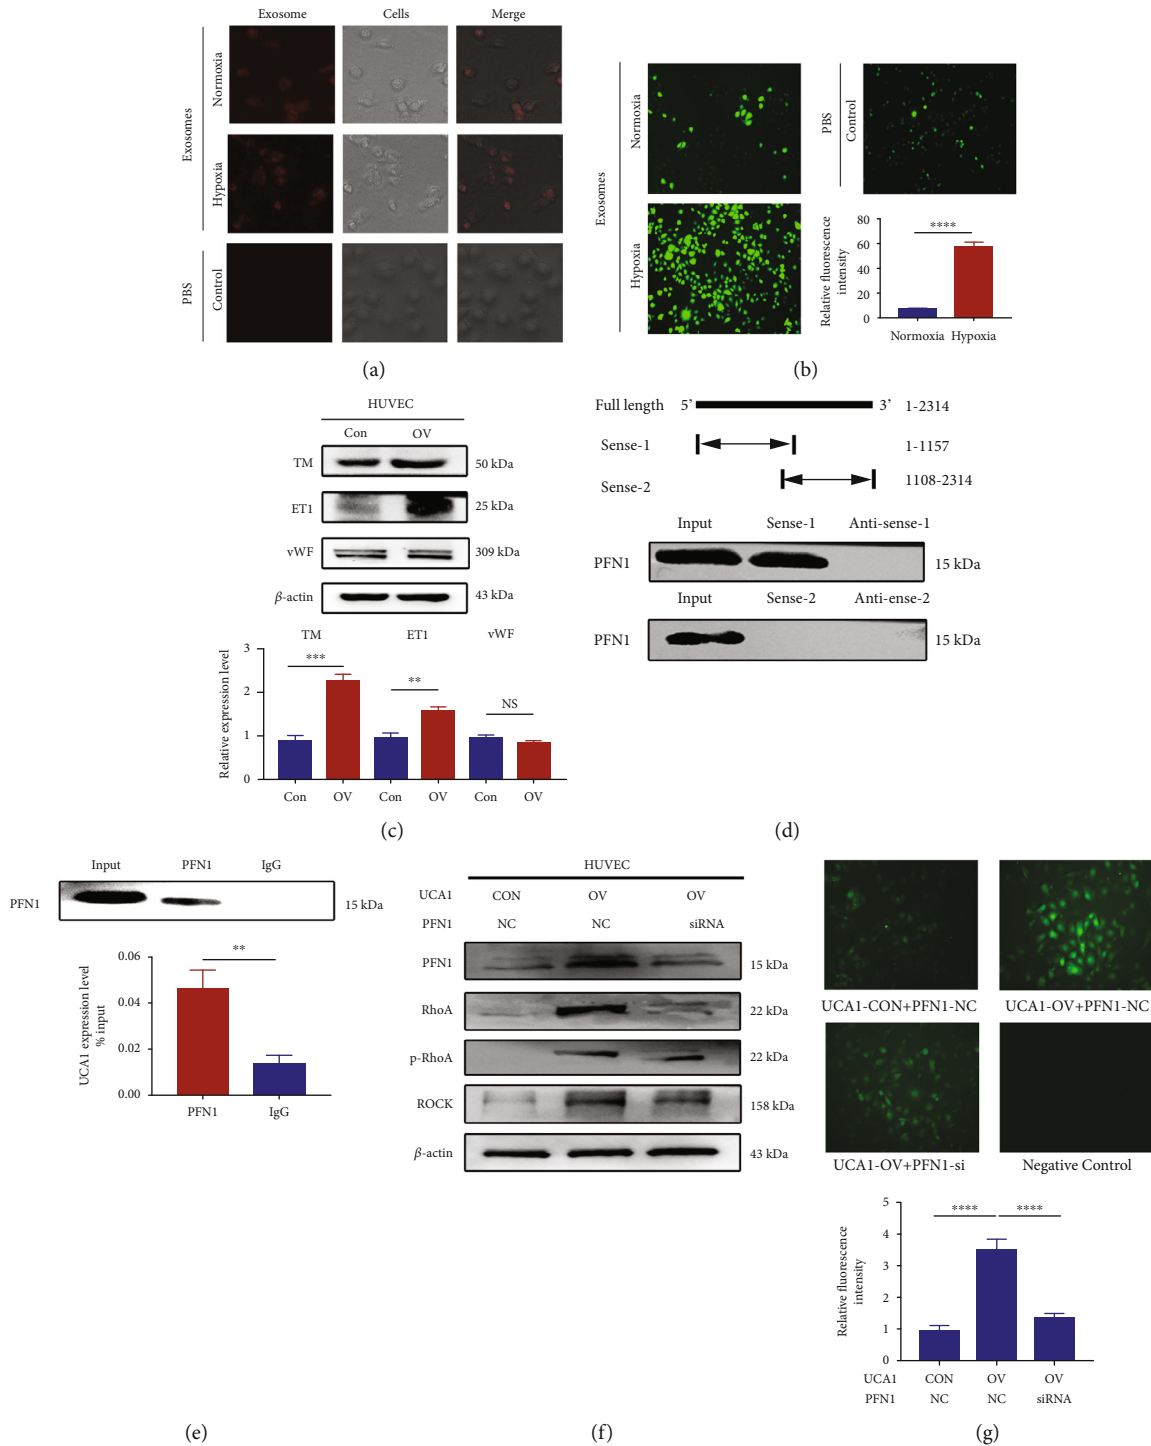 Exosome Cells Merge
Exosomes
Normoxia
Hypoxia
PBS
Control
(a)
Exosomes
Normoxia
Hypoxia
PBS
Control
Relative fluorescence
intensity
80
60
40
20
0
****
Normoxia Hypoxia
(b)
HUVEC
Con OV
TM 50 kDa
ET1 25 kDa
vWF 309 kDa
β-actin 43 kDa
TM ET1 vWF
Relative expression level
3
2
1
0
*** ** NS
Con OV Con OV Con OV
(c)
Full length 5’ 3’ 1-2314
Sense-1 1-1157
Sense-2 1108-2314
Input Sense-1 Anti-sense-1
PFN1 15 kDa
Input Sense-2 Anti-ense-2
PFN1 15 kDa
(d)
Input PFN1 IgG
PFN1 15 kDa
UCA1 expression level
% input
0.06
0.04
0.02
0.00
**
PFN1 IgG
(e)
HUVEC
UCA1 CON OV OV
PFN1 NC NC siRNA
PFN1 15 kDa
RhoA 22 kDa
p-RhoA 22 kDa
ROCK 158 kDa
β-actin 43 kDa
(f)
UCA1-CON+PFN1-NC UCA1-OV+PFN1-NC
UCA1-OV+PFN1-si Negative Control
Relative fluorescence
intensity
5
4
3
2
1
0
**** ****
UCA1 CON OV OV
PFN1 NC NC siRNA
(g)